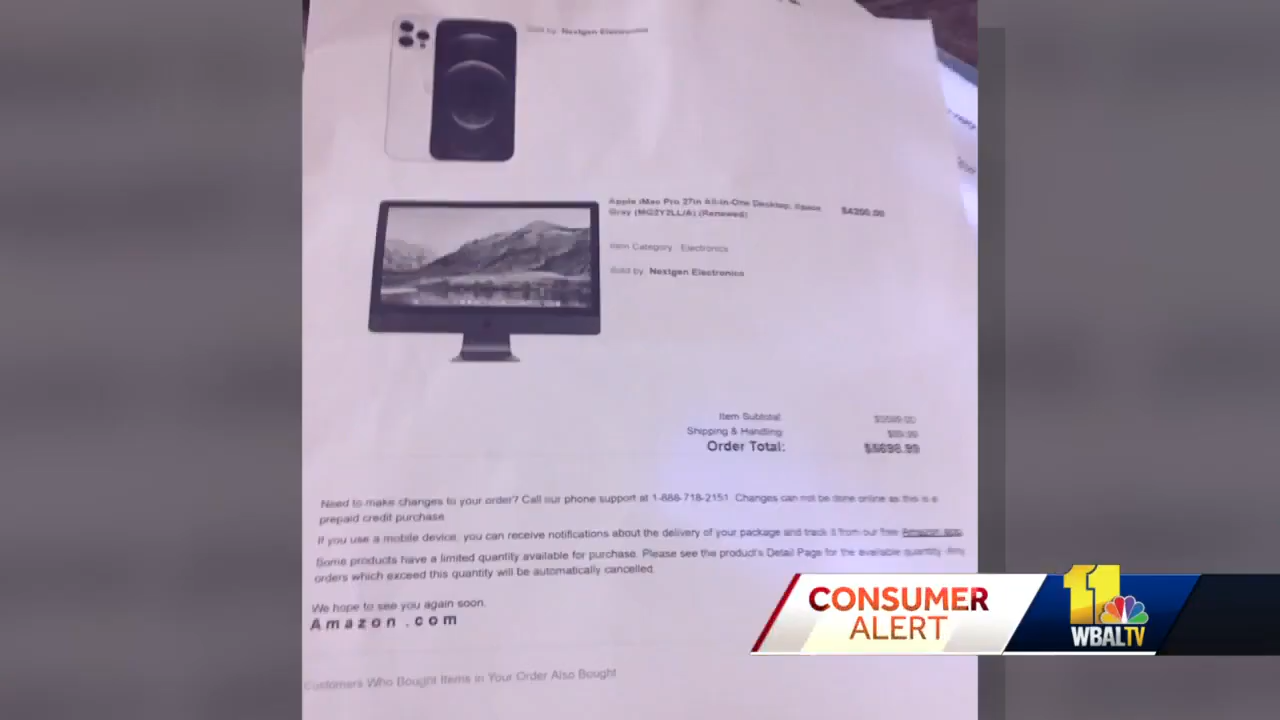 Sold by: Nextgen Electronics
Apple iMac Pro 27in All-in-One Desktop, Space
Gray (MQ2Y2LL/A) (Renewed)
$4200.00
Item Category: Electronics
Sold by: Nextgen Electronics
Item Subtotal:
Shipping & Handling:
Order Total:
Need to make changes to your order? Call our phone support at 1-888-718-2151. Changes can not be done online as this is a
prepaid credit purchase.
If you use a mobile device, you can receive notifications about the delivery of your package and track it from our free Amazon app.
Some products have a limited quantity available for purchase. Please see the product's Detail Page for the available quantity. Any
orders which exceed this quantity will be automatically cancelled.
We hope to see you again soon.
Amazon .com
Customers Who Bought Items in Your Order Also Bought
CONSUMER
ALERT
11
WBALTV